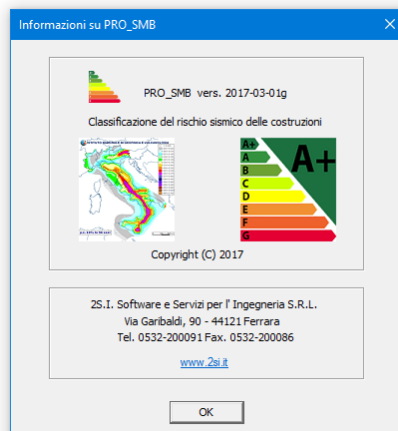 Informazioni su PRO_SMB
PRO_SMB vers. 2017-03-01g
Classificazione del rischio sismico delle costruzioni
A+
A
B
C
D
E
F
G
A+
Copyright (C) 2017
2S.I. Software e Servizi per l' Ingegneria S.R.L.
Via Garibaldi, 90 - 44121 Ferrara
Tel. 0532-200091 Fax. 0532-200086
www.2si.it
OK